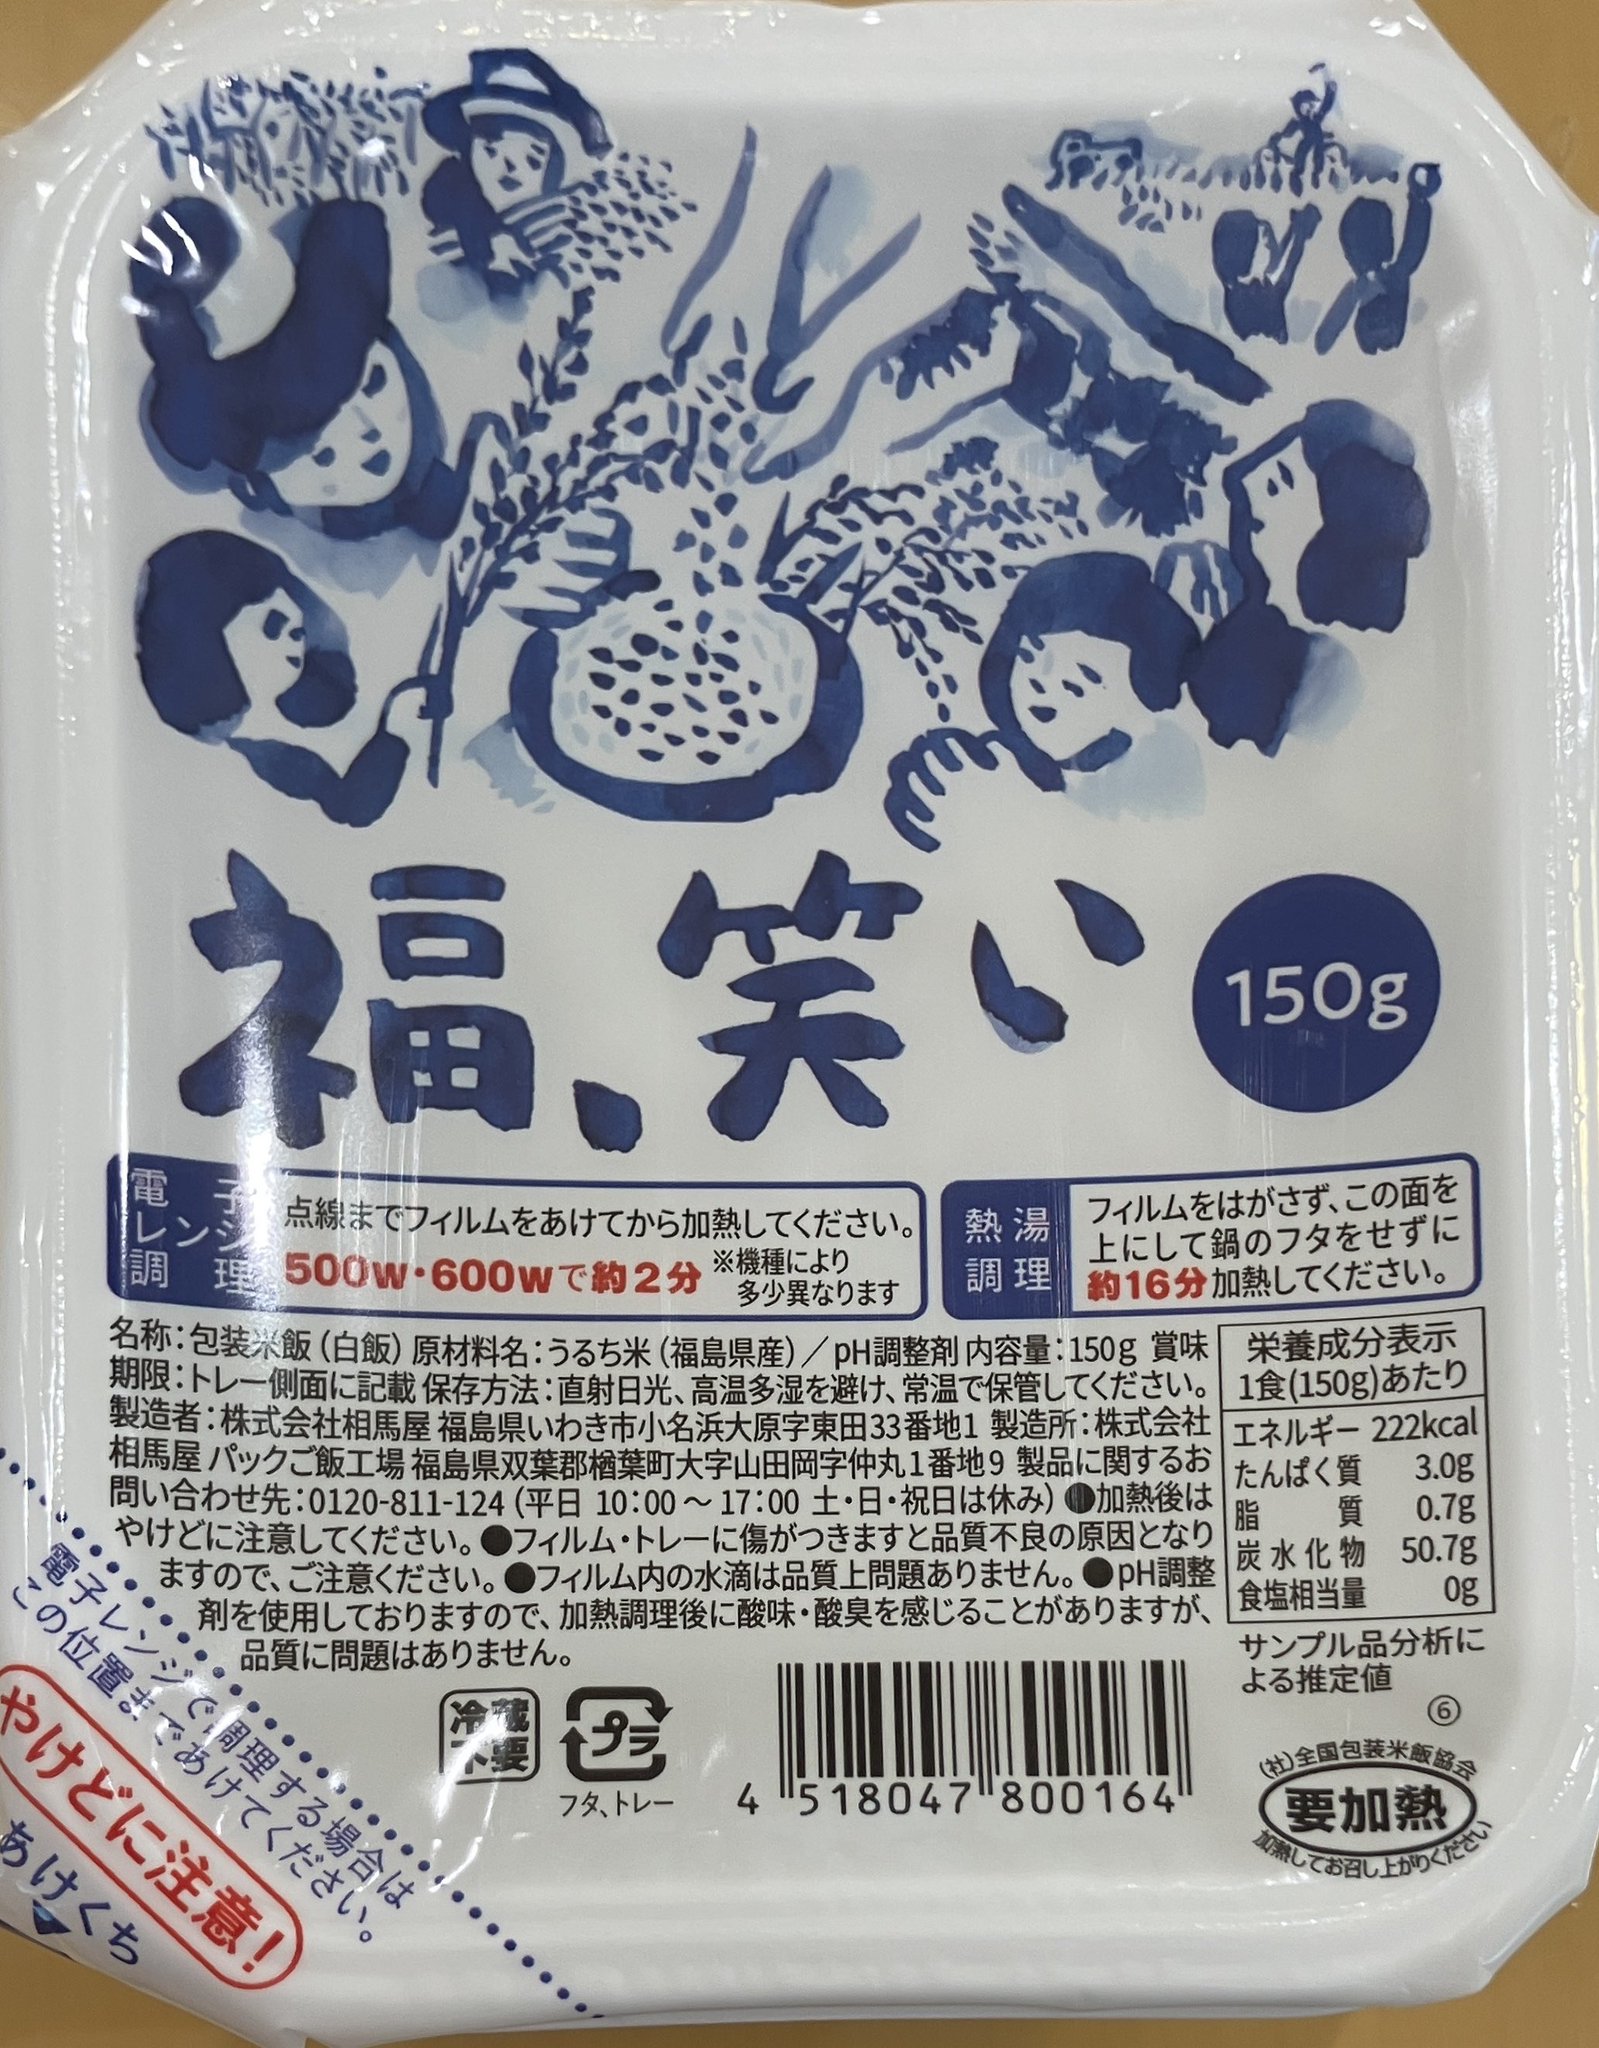 福、笑い
150g
電子
レンジ
調理
点線までフィルムをあけてから加熱してください。
500w・600wで約2分 ※機種により
多少異なります
熱湯
調理
フィルムをはがさず、この面を
上にして鍋のフタをせずに
約16分加熱してください。
名称:包装米飯(白飯) 原材料名:うるち米(福島県産)/pH調整剤 内容量:150g 賞味
期限:トレー側面に記載 保存方法:直射日光、高温多湿を避け、常温で保管してください。
製造者:株式会社相馬屋 福島県いわき市小名浜大原字東田33番地1 製造所:株式会社
相馬屋 パックご飯工場 福島県双葉郡楢葉町大字山田岡字仲丸1番地9 製品に関するお
問い合わせ先:0120-811-124(平日 10:00〜17:00 土・日・祝日は休み)●加熱後は
やけどに注意してください。●フィルム・トレーに傷がつきますと品質不良の原因となり
ますので、ご注意ください。●フィルム内の水滴は品質上問題ありません。●pH調整
剤を使用しておりますので、加熱調理後に酸味・酸臭を感じることがありますが、
品質に問題はありません。
栄養成分表示
1食(150g)あたり
エネルギー 222kcal
たんぱく質 3.0g
脂質 0.7g
炭水化物 50.7g
食塩相当量 0g
サンプル品分析に
よる推定値
⑥
電子レンジで調理する場合は
この位置まであけてください。
やけどに注意!
あけくち
冷蔵
不要
プラ
フタ、トレー
4 518047 800164
(社)全国包装米飯協会
要加熱
加熱してお召し上がりください